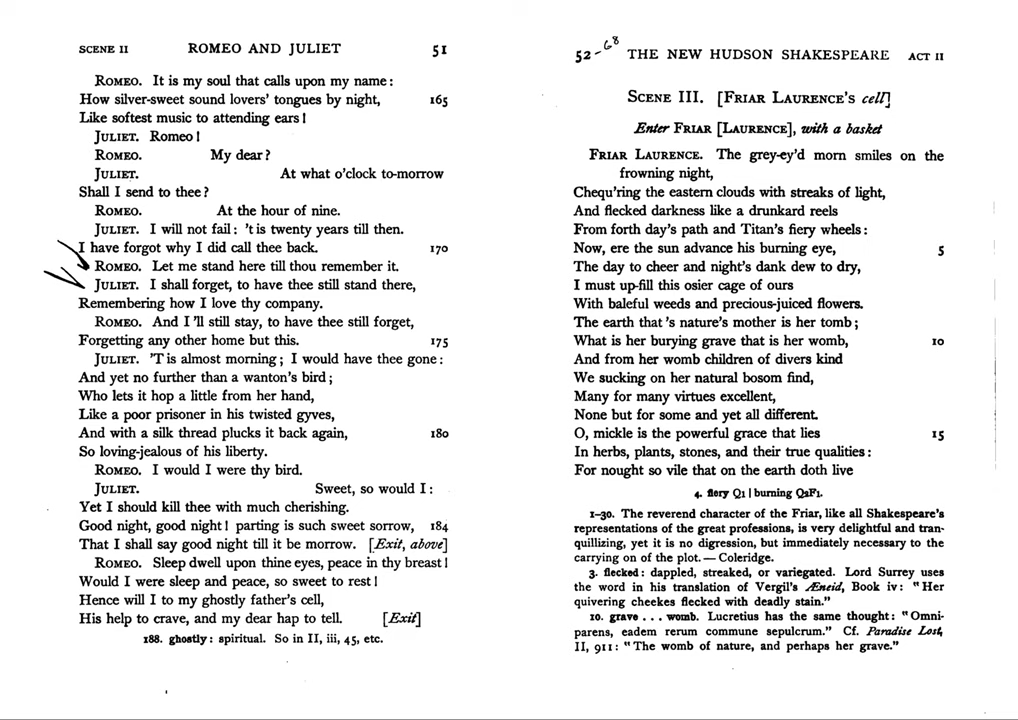 SCENE II ROMEO AND JULIET 51
ROMEO. It is my soul that calls upon my name:
How silver-sweet sound lovers' tongues by night, 165
Like softest music to attending ears!
JULIET. Romeo!
ROMEO. My dear?
JULIET. At what o'clock to-morrow
Shall I send to thee?
ROMEO. At the hour of nine.
JULIET. I will not fail: 't is twenty years till then.
I have forgot why I did call thee back. 170
ROMEO. Let me stand here till thou remember it.
JULIET. I shall forget, to have thee still stand there,
Remembering how I love thy company.
ROMEO. And I 'll still stay, to have thee still forget,
Forgetting any other home but this. 175
JULIET. 'T is almost morning; I would have thee gone:
And yet no further than a wanton's bird;
Who lets it hop a little from her hand,
Like a poor prisoner in his twisted gyves,
And with a silk thread plucks it back again, 180
So loving-jealous of his liberty.
ROMEO. I would I were thy bird.
JULIET. Sweet, so would I:
Yet I should kill thee with much cherishing.
Good night, good night! parting is such sweet sorrow, 184
That I shall say good night till it be morrow. [Exit, above]
ROMEO. Sleep dwell upon thine eyes, peace in thy breast!
Would I were sleep and peace, so sweet to rest!
Hence will I to my ghostly father's cell,
His help to crave, and my dear hap to tell. [Exit]
188. ghostly: spiritual. So in II, iii, 45, etc.
52-68 THE NEW HUDSON SHAKESPEARE ACT II
SCENE III. [FRIAR LAURENCE'S cell]
Enter FRIAR [LAURENCE], with a basket
FRIAR LAURENCE. The grey-ey'd morn smiles on the
frowning night,
Chequ'ring the eastern clouds with streaks of light,
And flecked darkness like a drunkard reels
From forth day's path and Titan's fiery wheels:
Now, ere the sun advance his burning eye, 5
The day to cheer and night's dank dew to dry,
I must up-fill this osier cage of ours
With baleful weeds and precious-juiced flowers.
The earth that 's nature's mother is her tomb;
What is her burying grave that is her womb, 10
And from her womb children of divers kind
We sucking on her natural bosom find,
Many for many virtues excellent,
None but for some and yet all different.
O, mickle is the powerful grace that lies 15
In herbs, plants, stones, and their true qualities:
For nought so vile that on the earth doth live
4. fiery Q1 | burning Q2F1.
1-30. The reverend character of the Friar, like all Shakespeare's
representations of the great professions, is very delightful and tran-
quillizing, yet it is no digression, but immediately necessary to the
carrying on of the plot. — Coleridge.
3. flecked: dappled, streaked, or variegated. Lord Surrey uses
the word in his translation of Vergil's Æneid, Book iv: "Her
quivering cheekes flecked with deadly stain."
10. grave . . . womb. Lucretius has the same thought: "Omni-
parens, eadem rerum commune sepulcrum." Cf. Paradise Lost,
II, 911: "The womb of nature, and perhaps her grave."